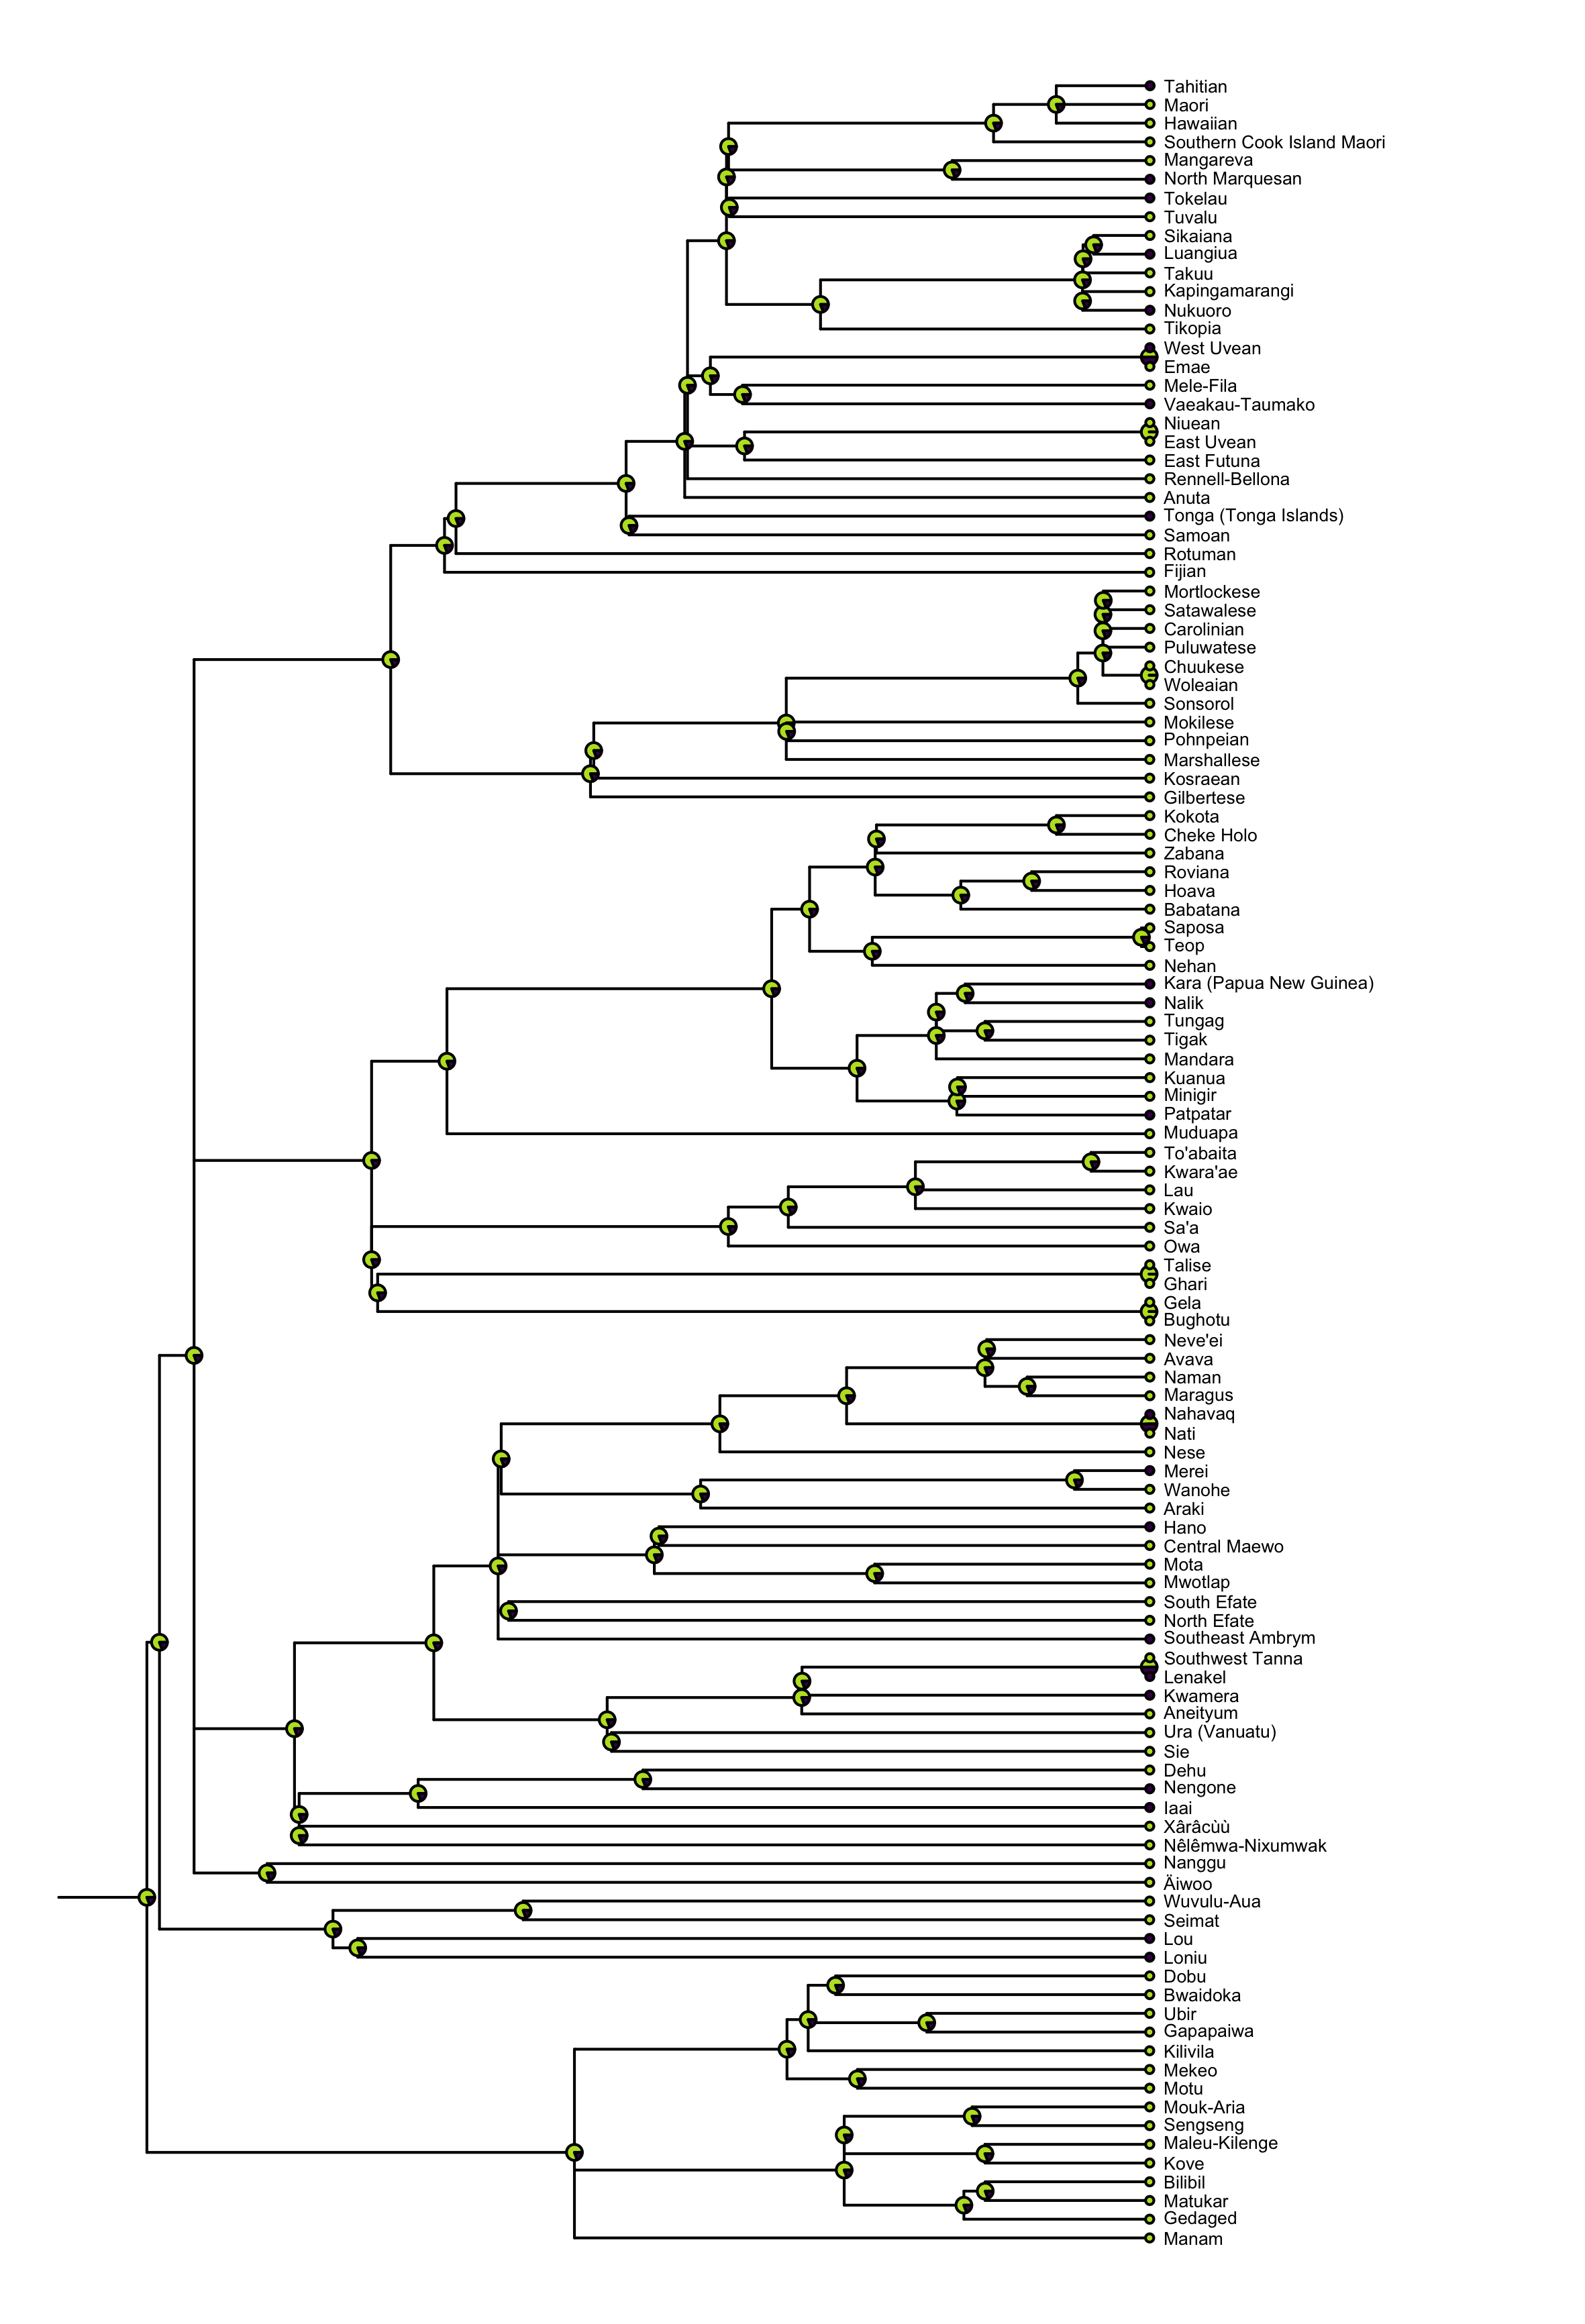 Tahitian
Maori
Hawaiian
Southern Cook Island Maori
Mangareva
North Marquesan
Tokelau
Tuvalu
Sikaiana
Luangiua
Takuu
Kapingamarangi
Nukuoro
Tikopia
West Uvean
Emae
Mele-Fila
Vaeakau-Taumako
Niuean
East Uvean
East Futuna
Rennell-Bellona
Anuta
Tonga (Tonga Islands)
Samoan
Rotuman
Fijian
Mortlockese
Satawalese
Carolinian
Puluwatese
Chuukese
Woleaian
Sonsorol
Mokilese
Pohnpeian
Marshallese
Kosraean
Gilbertese
Kokota
Cheke Holo
Zabana
Roviana
Hoava
Babatana
Saposa
Teop
Nehan
Kara (Papua New Guinea)
Nalik
Tungag
Tigak
Mandara
Kuanua
Minigir
Patpatar
Muduapa
To'abaita
Kwara'ae
Lau
Kwaio
Sa'a
Owa
Talise
Ghari
Gela
Bughotu
Neve'ei
Avava
Naman
Maragus
Nahavaq
Nati
Nese
Merei
Wanohe
Araki
Hano
Central Maewo
Mota
Mwotlap
South Efate
North Efate
Southeast Ambrym
Southwest Tanna
Lenakel
Kwamera
Aneityum
Ura (Vanuatu)
Sie
Dehu
Nengone
Iaai
Xârâcùù
Nêlêmwa-Nixumwak
Nanggu
Äiwoo
Wuvulu-Aua
Seimat
Lou
Loniu
Dobu
Bwaidoka
Ubir
Gapapaiwa
Kilivila
Mekeo
Motu
Mouk-Aria
Sengseng
Maleu-Kilenge
Kove
Bilibil
Matukar
Gedaged
Manam